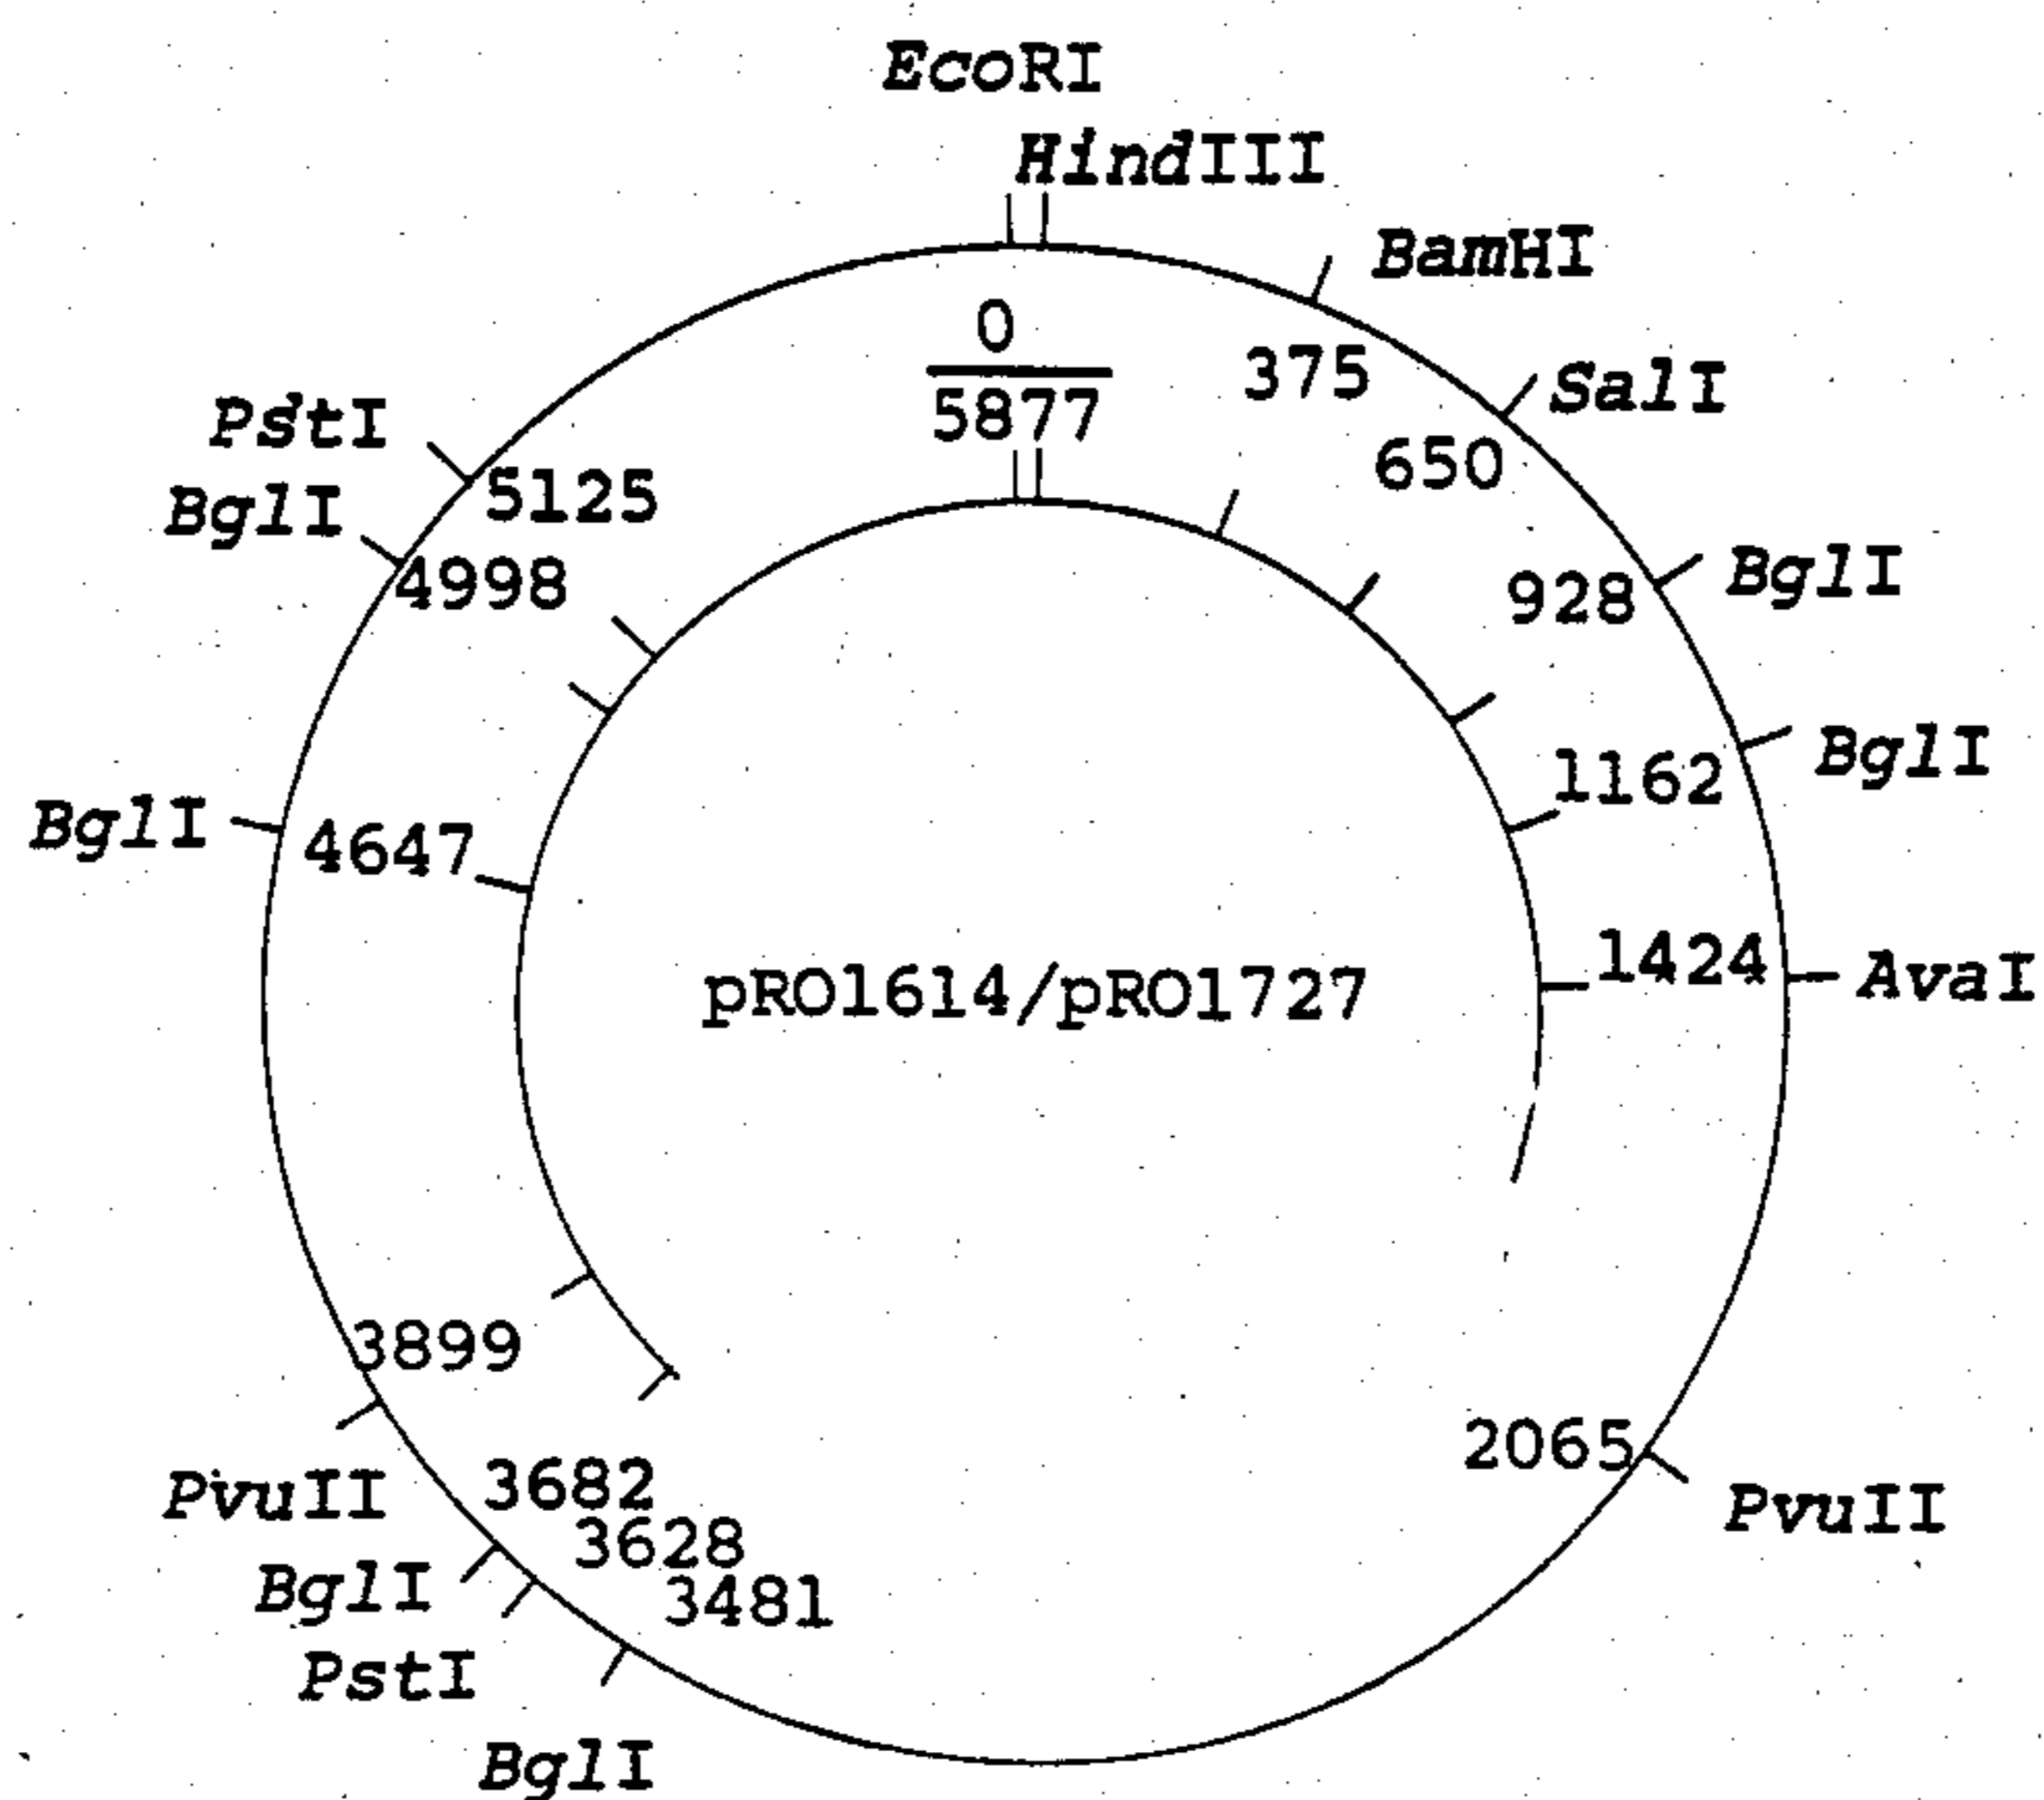 EcoRI
HindIII
BamHI
0
5877
375
SalI
650
PstI
5125
BglI
4998
928
BglI
1162
BglI
BglI
4647
1424
AvaI
pRO1614/pRO1727
3899
2065
PvuII
PvuII
3682
3628
BglI
3481
PstI
BglI